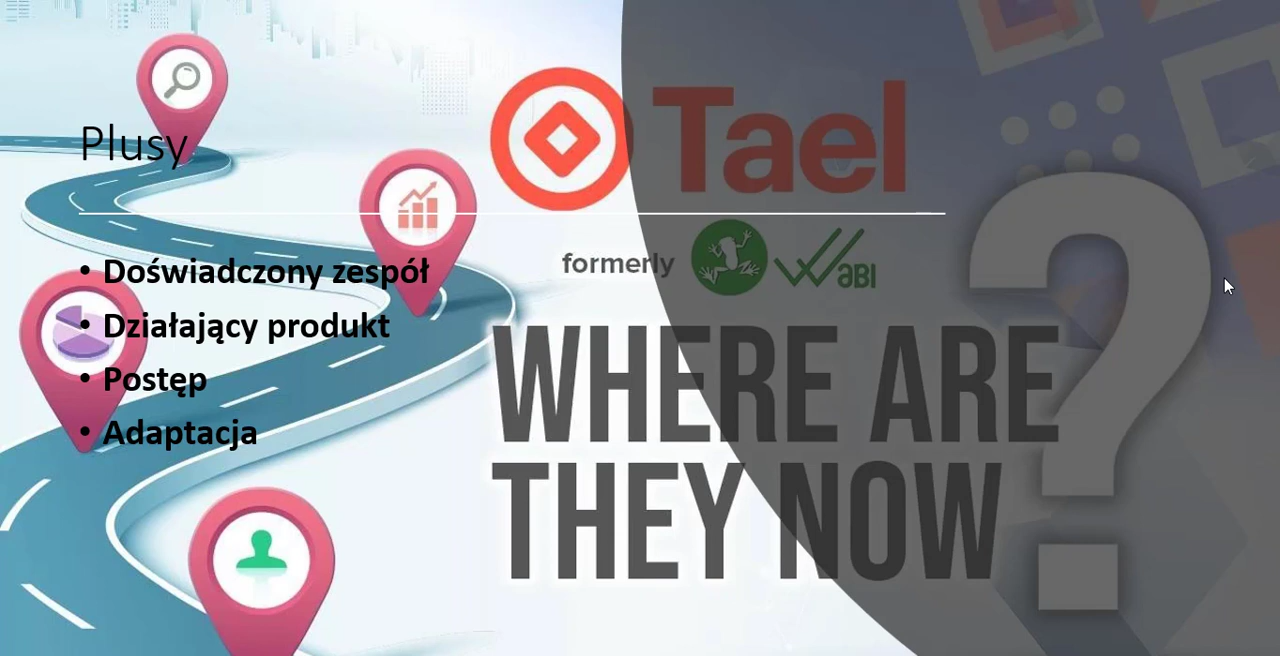 Plusy
• Doświadczony zespół
• Działający produkt
• Postęp
• Adaptacja
Tael
formerly WABI
WHERE ARE
THEY NOW ?